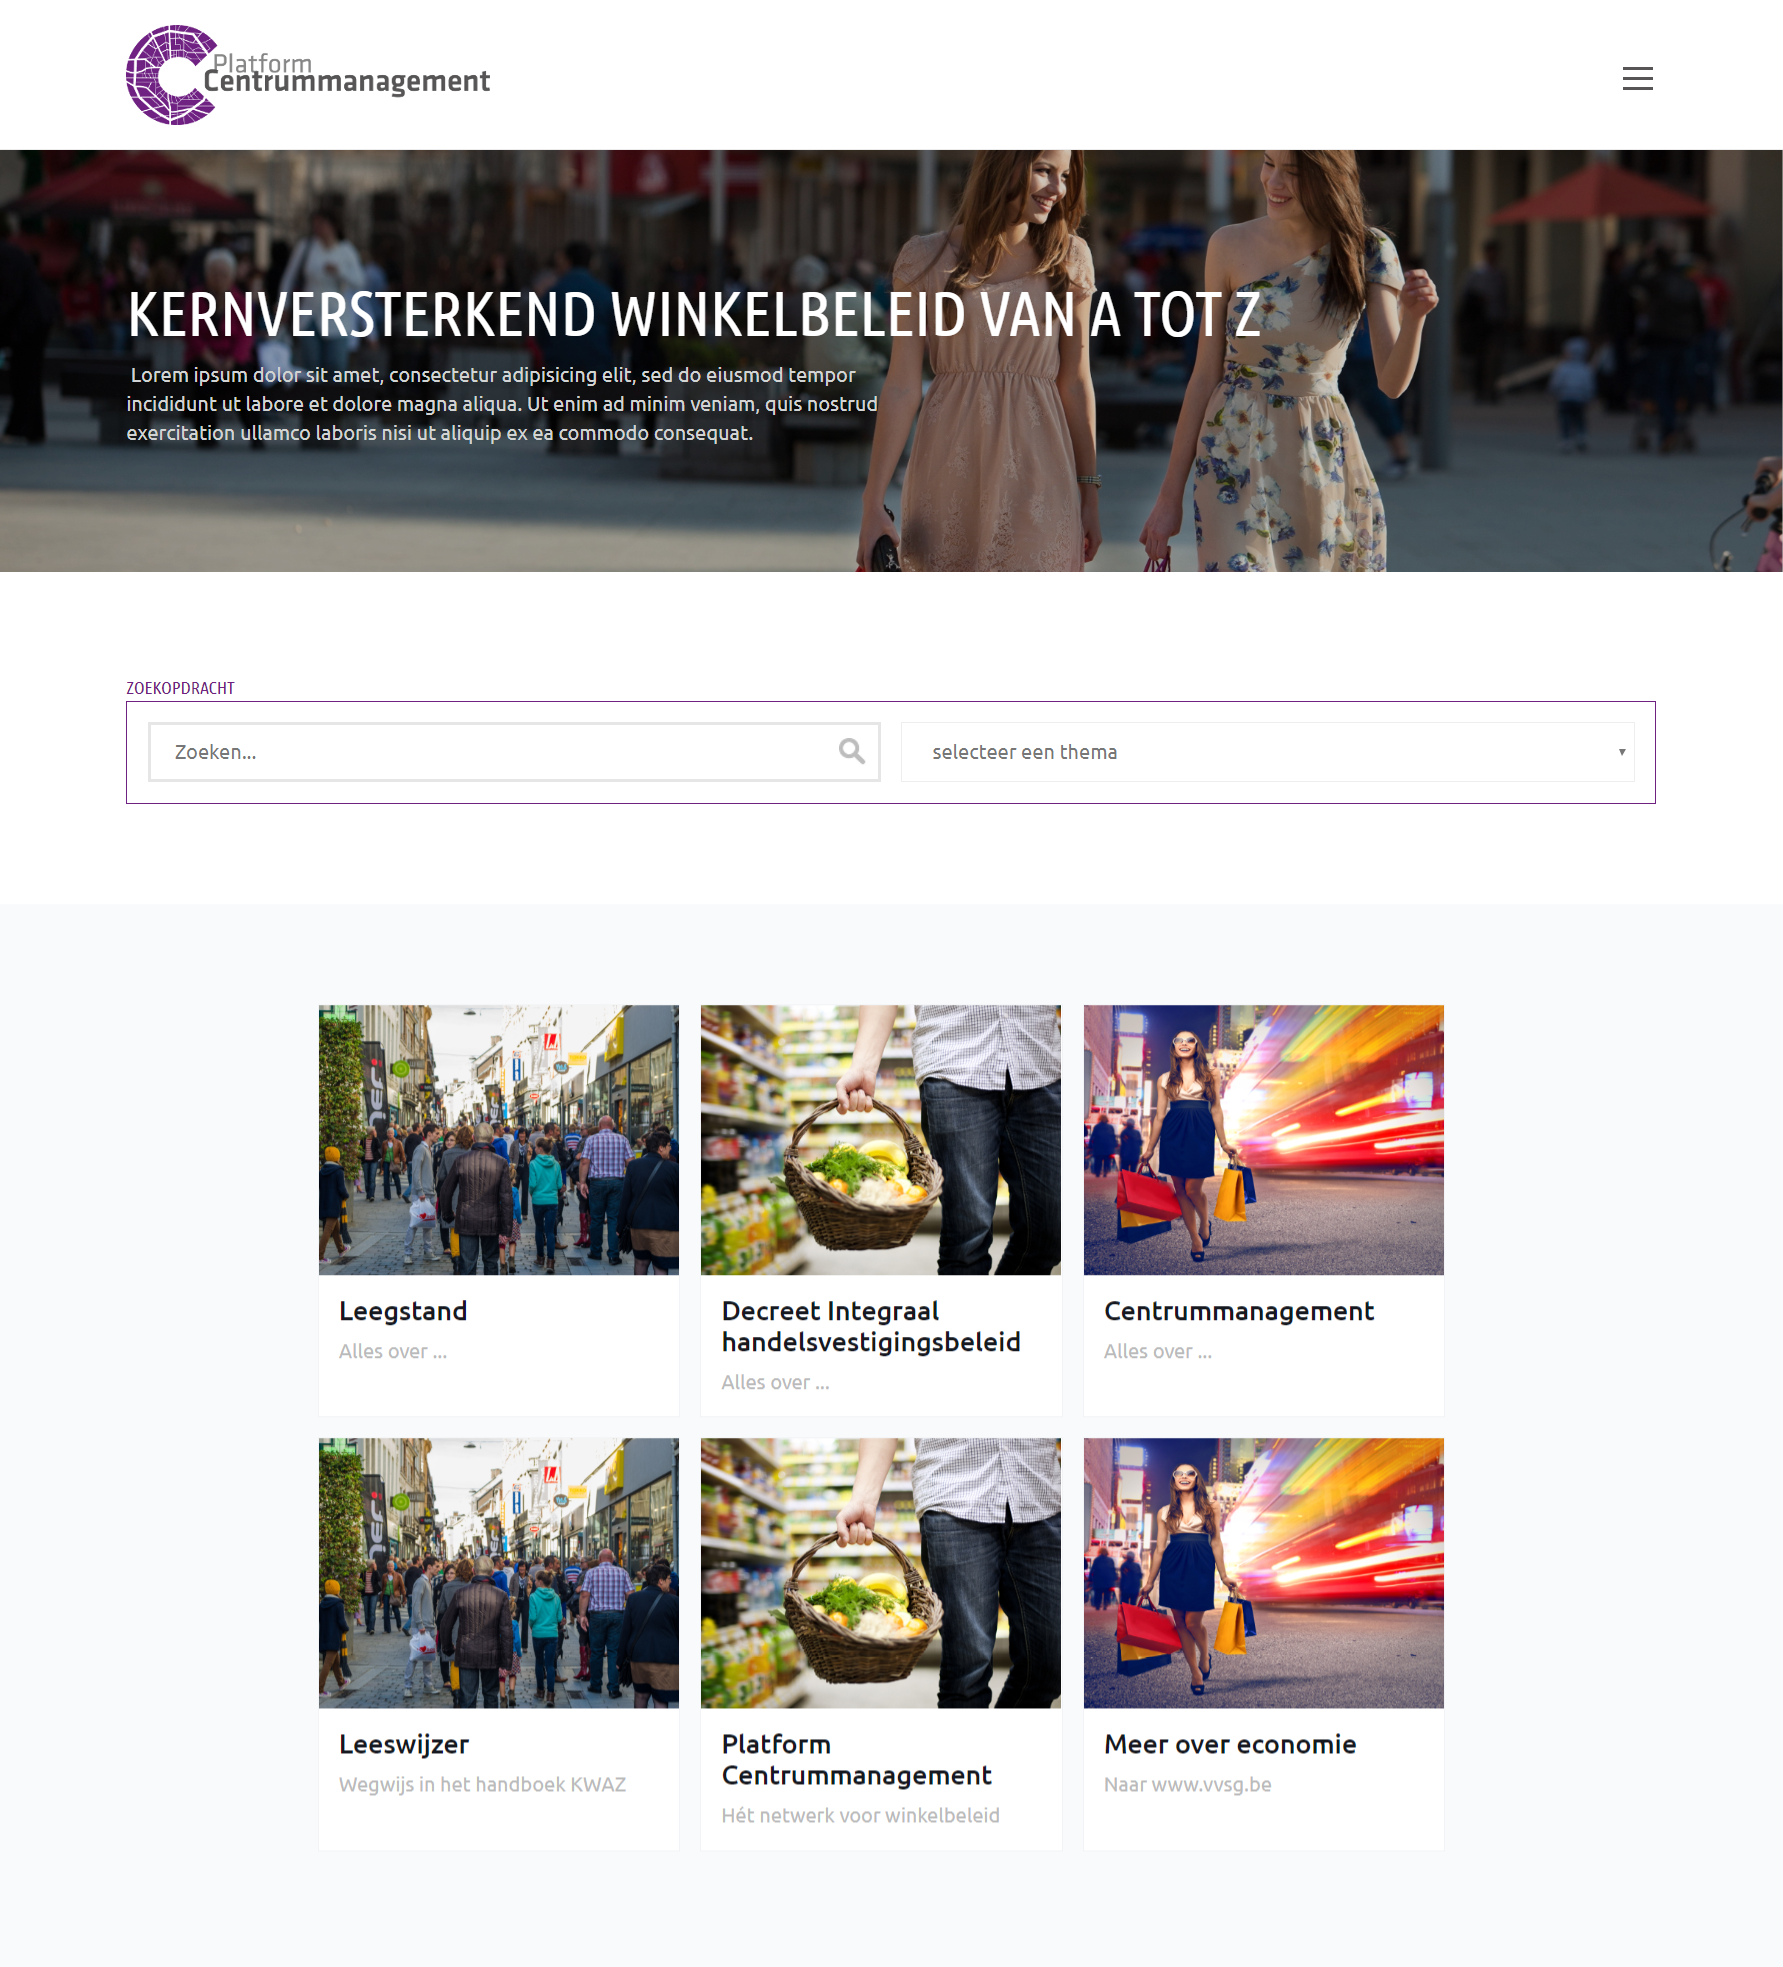 Platform
Centrummanagement
KERNVERSTERKEND WINKELBELEID VAN A TOT Z
Lorem ipsum dolor sit amet, consectetur adipisicing elit, sed do eiusmod tempor
incididunt ut labore et dolore magna aliqua. Ut enim ad minim veniam, quis nostrud
exercitation ullamco laboris nisi ut aliquip ex ea commodo consequat.
ZOEKOPDRACHT
Zoeken...
selecteer een thema
Leegstand
Alles over ...
Decreet Integraal
handelsvestigingsbeleid
Alles over ...
Centrummanagement
Alles over ...
Leeswijzer
Wegwijs in het handboek KWAZ
Platform
Centrummanagement
Hét netwerk voor winkelbeleid
Meer over economie
Naar www.vvsg.be